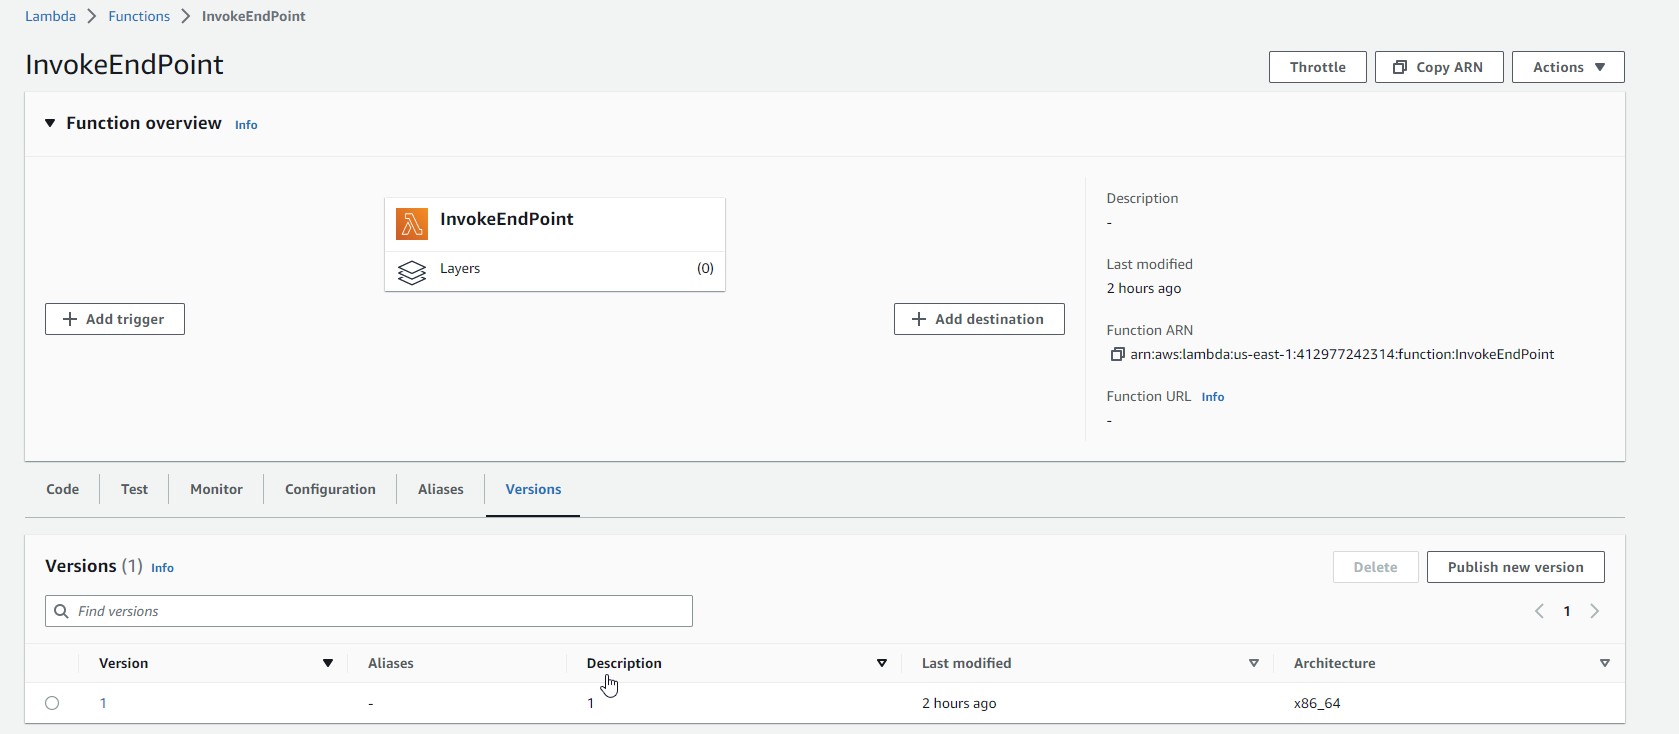 Lambda > Functions > InvokeEndPoint
InvokeEndPoint
Throttle Copy ARN Actions ▼
▼ Function overview Info
InvokeEndPoint
Layers (0)
+ Add trigger
+ Add destination
Description
-
Last modified
2 hours ago
Function ARN
arn:aws:lambda:us-east-1:412977242314:function:InvokeEndPoint
Function URL Info
-
Code Test Monitor Configuration Aliases Versions
Versions (1) Info
Delete Publish new version
Find versions
< 1 >
Version Aliases Description Last modified Architecture
1 - 1 2 hours ago x86_64